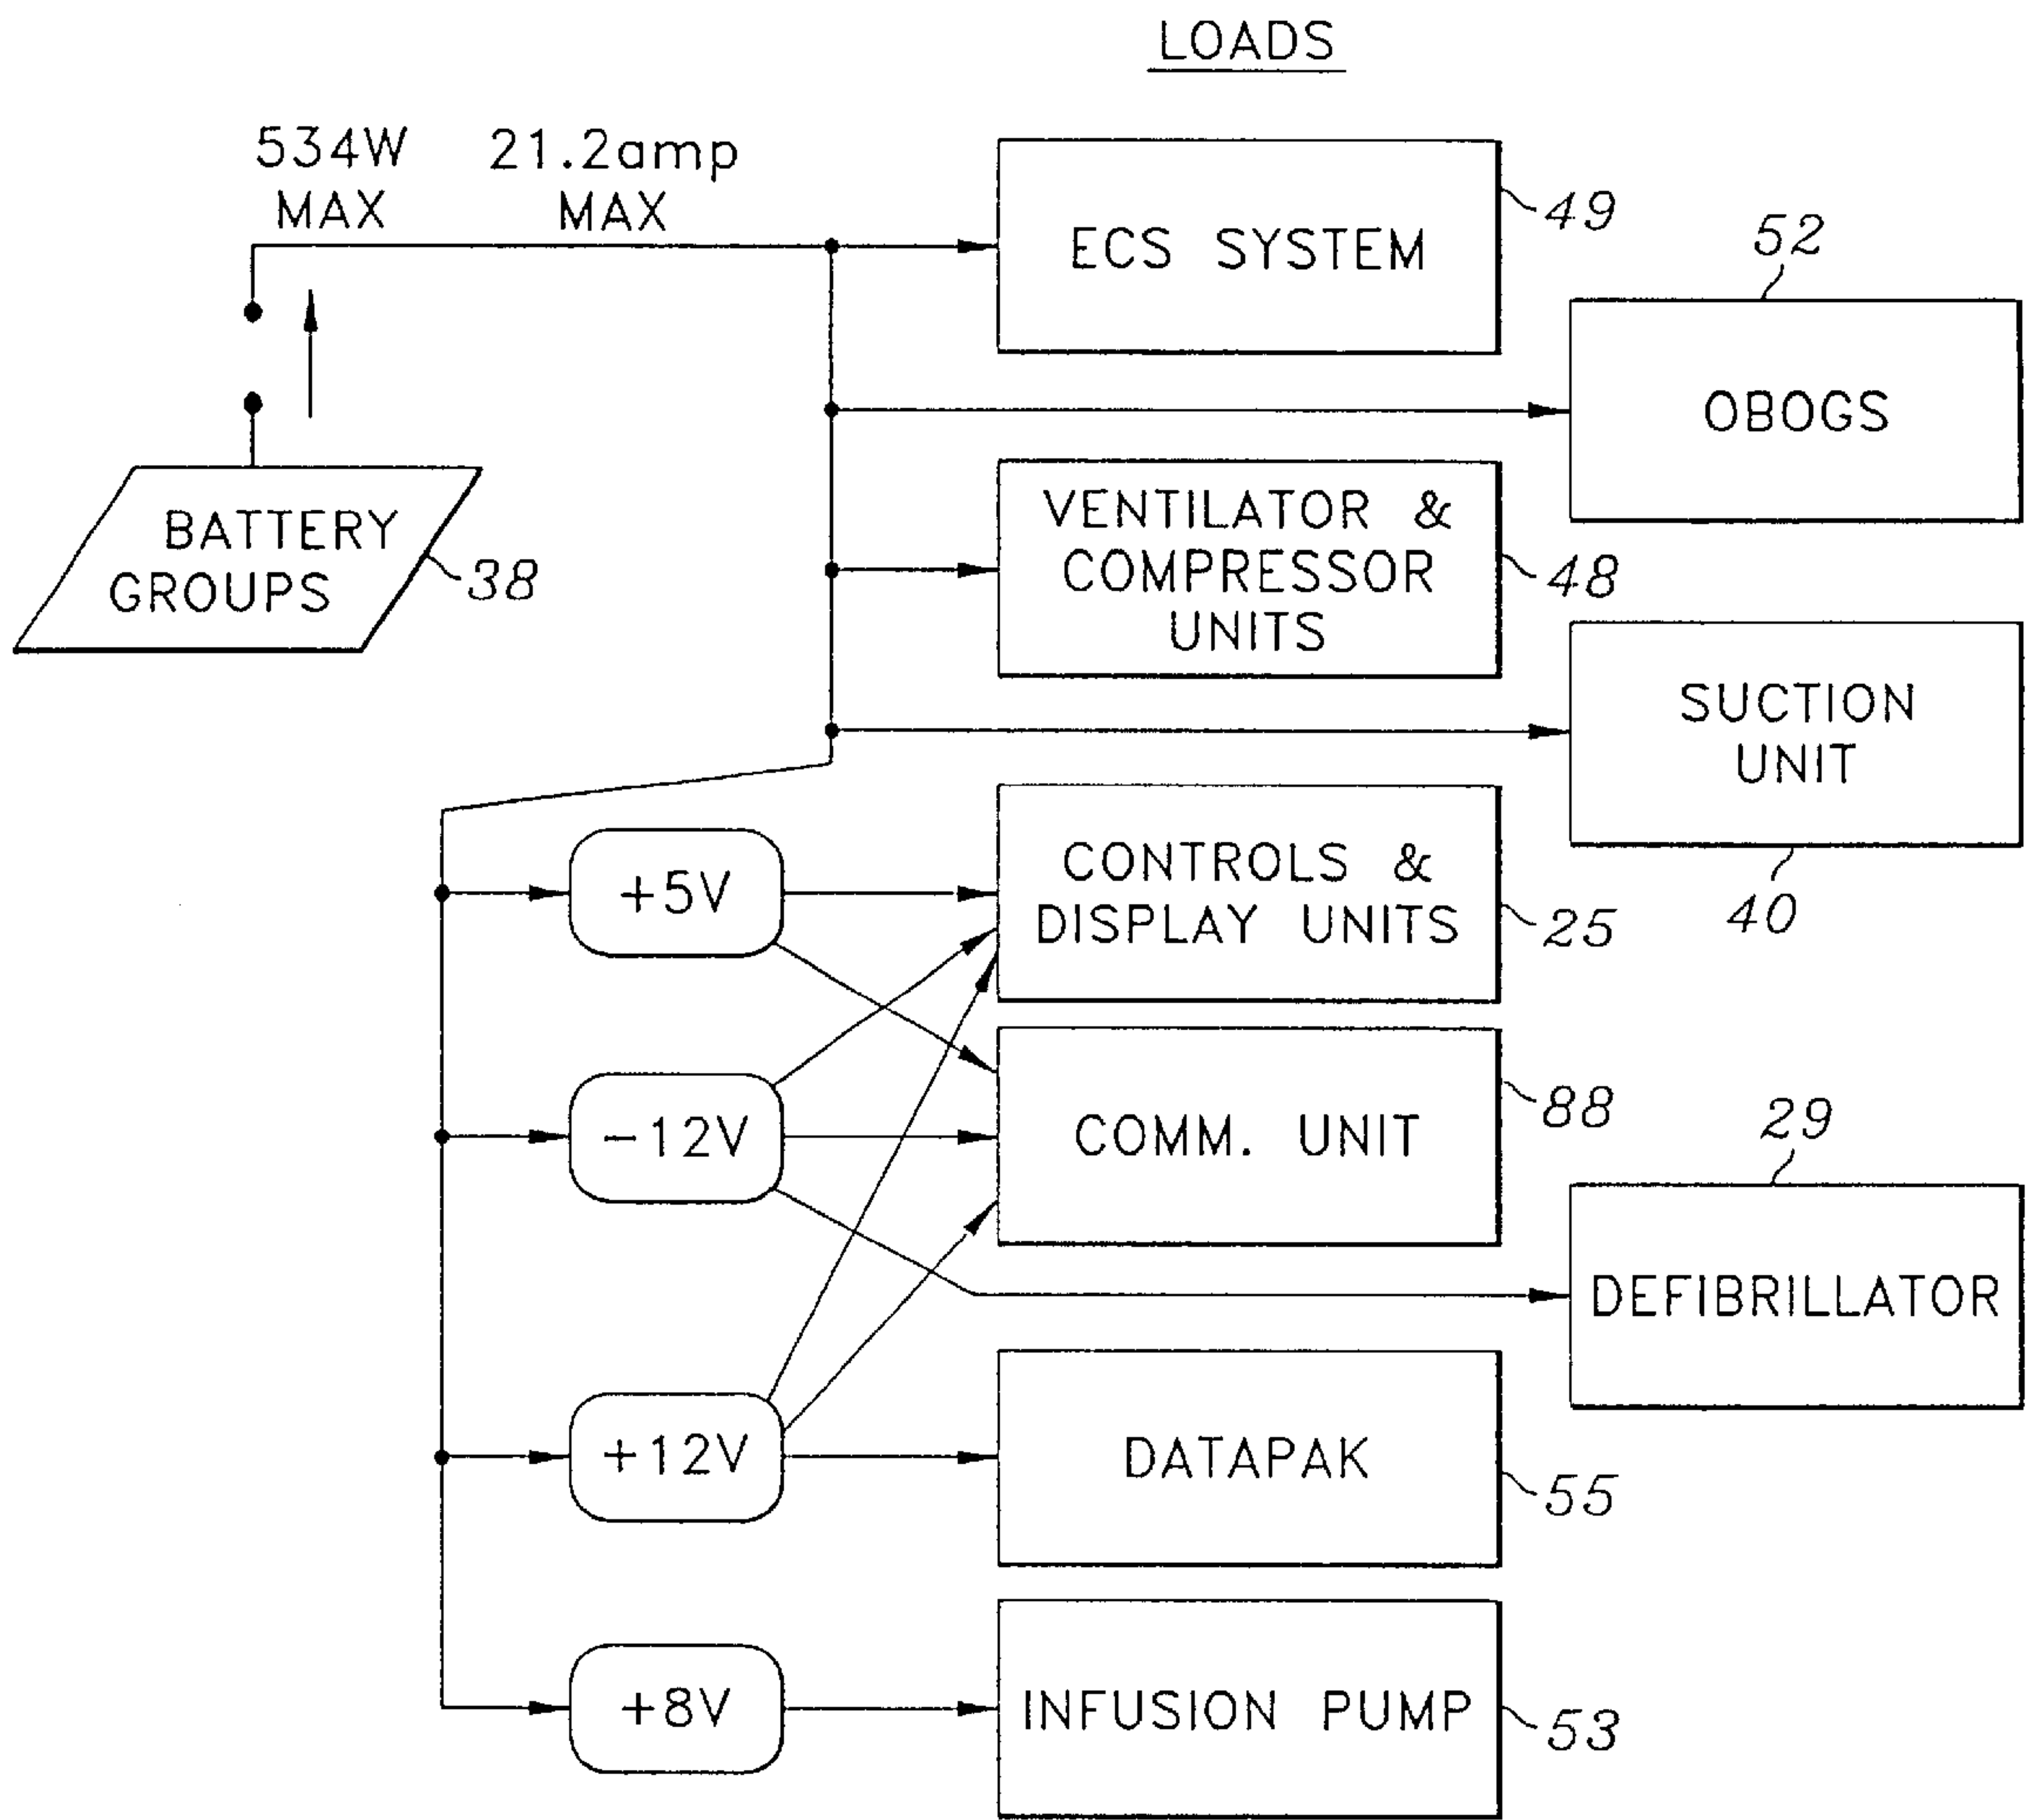 LOADS
534W 21.2amp
MAX MAX
ECS SYSTEM
49
52
OBOGS
BATTERY
GROUPS
38
VENTILATOR &
COMPRESSOR
UNITS
48
SUCTION
UNIT
40
+5V
CONTROLS &
DISPLAY UNITS
25
-12V
COMM. UNIT
88
29
DEFIBRILLATOR
+12V
DATAPAK
55
+8V
INFUSION PUMP
53